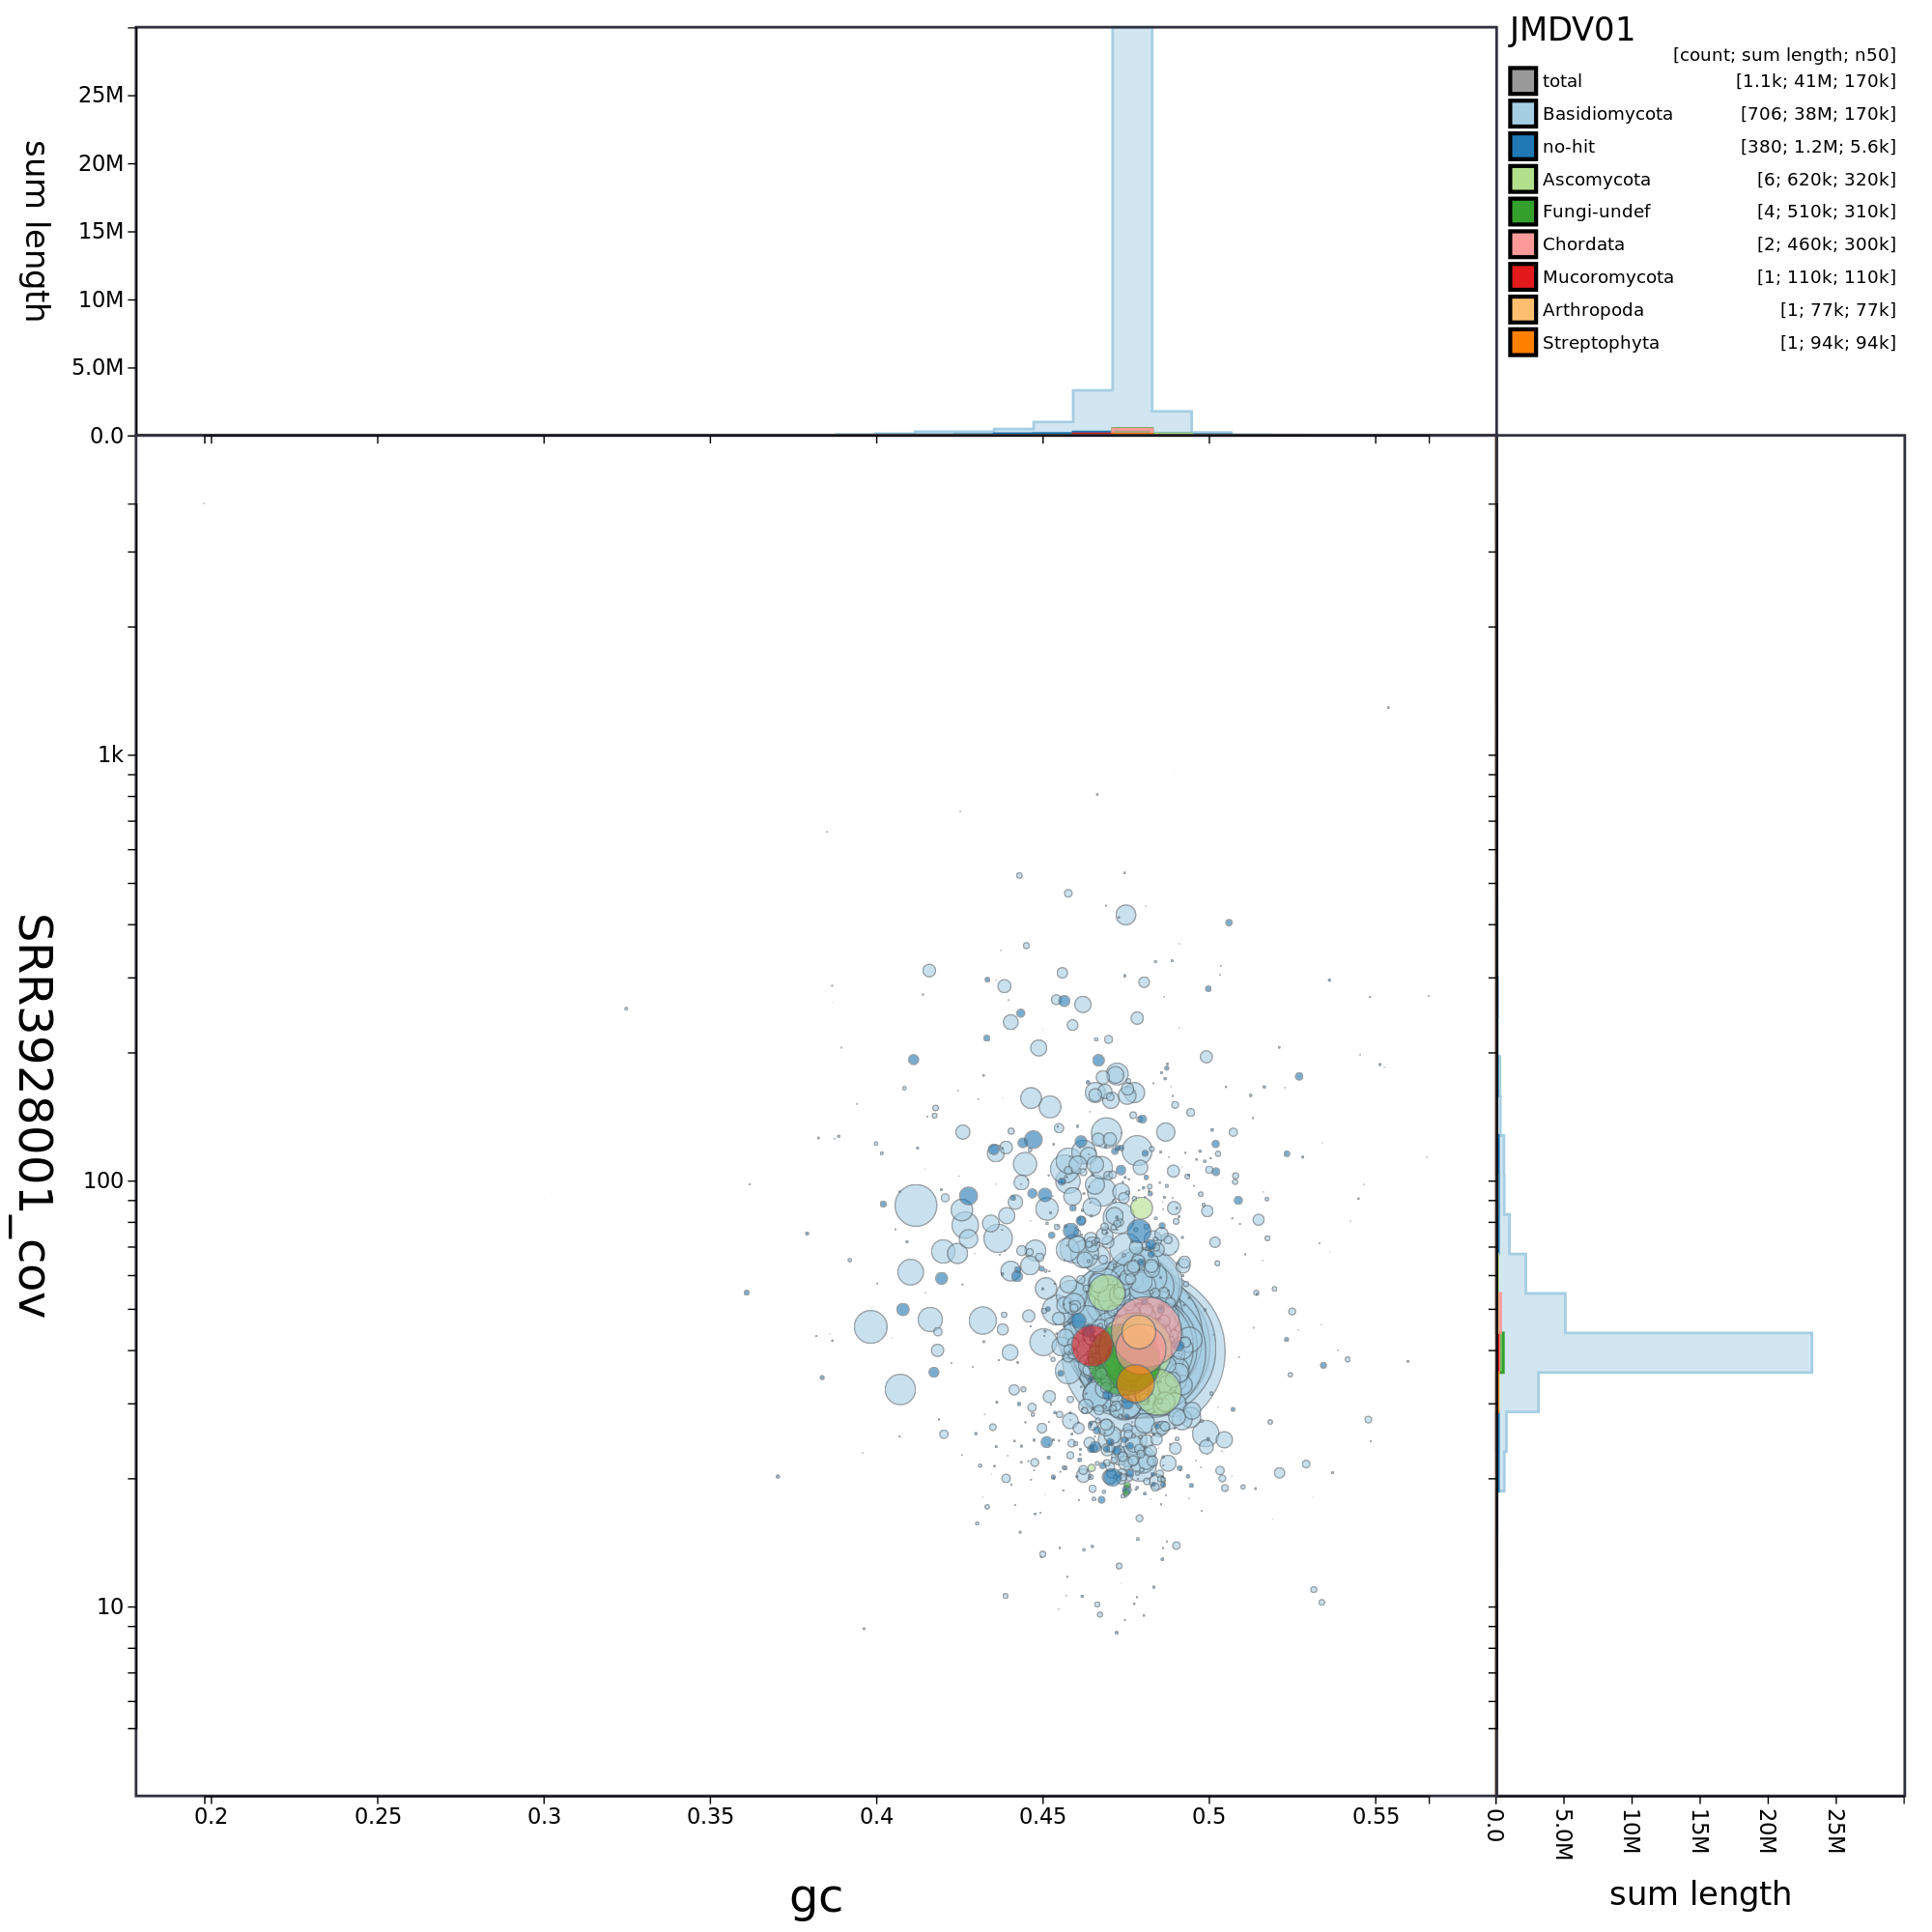 JMDV01
[count; sum length; n50]
total [1.1k; 41M; 170k]
Basidiomycota [706; 38M; 170k]
no-hit [380; 1.2M; 5.6k]
Ascomycota [6; 620k; 320k]
Fungi-undef [4; 510k; 310k]
Chordata [2; 460k; 300k]
Mucoromycota [1; 110k; 110k]
Arthropoda [1; 77k; 77k]
Streptophyta [1; 94k; 94k]
sum length
25M
20M
15M
10M
5.0M
0.0
SRR3928001_cov
1k
100
10
0.2 0.25 0.3 0.35 0.4 0.45 0.5 0.55
gc
0.0 5.0M 10M 15M 20M 25M
sum length